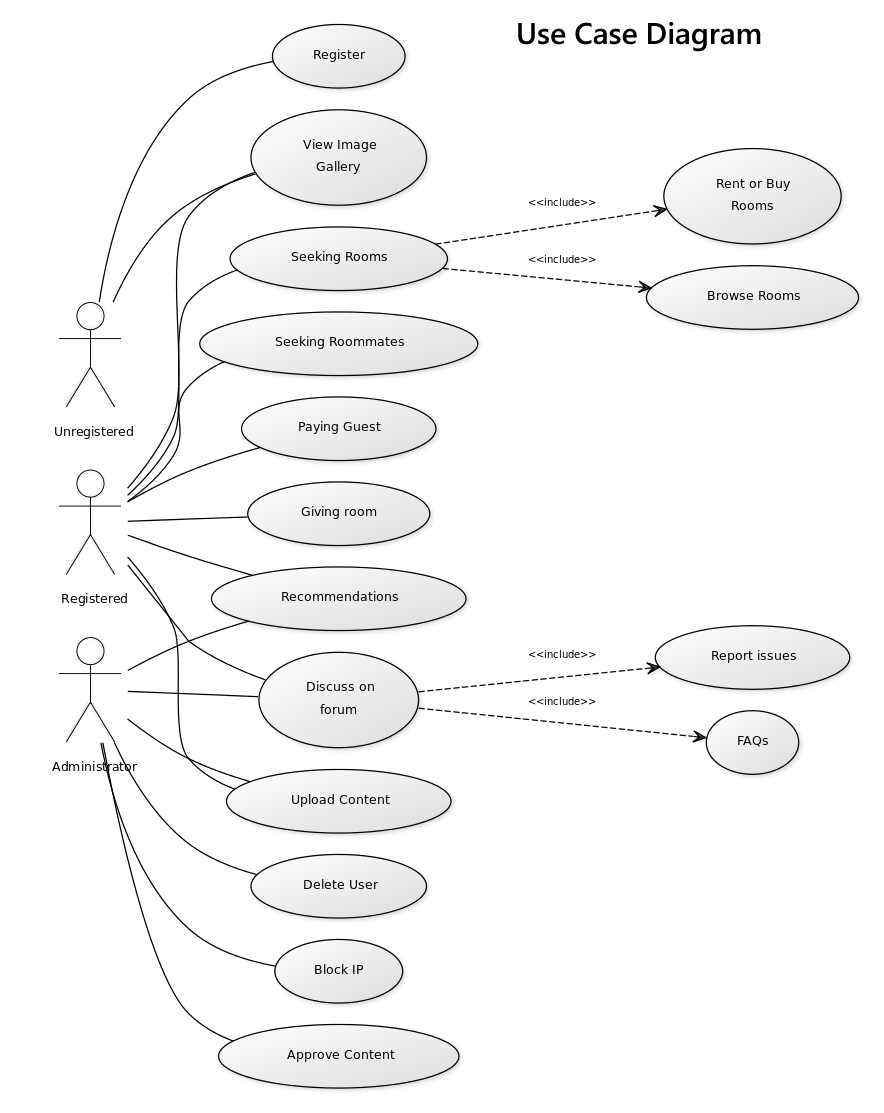 Use Case Diagram
Register
View Image
Gallery
<<include>>
Rent or Buy
Rooms
Seeking Rooms
<<include>>
Browse Rooms
Seeking Roommates
Unregistered
Paying Guest
Giving room
Registered
Recommendations
<<include>>
Report issues
Discuss on
forum
<<include>>
FAQs
Administrator
Upload Content
Delete User
Block IP
Approve Content